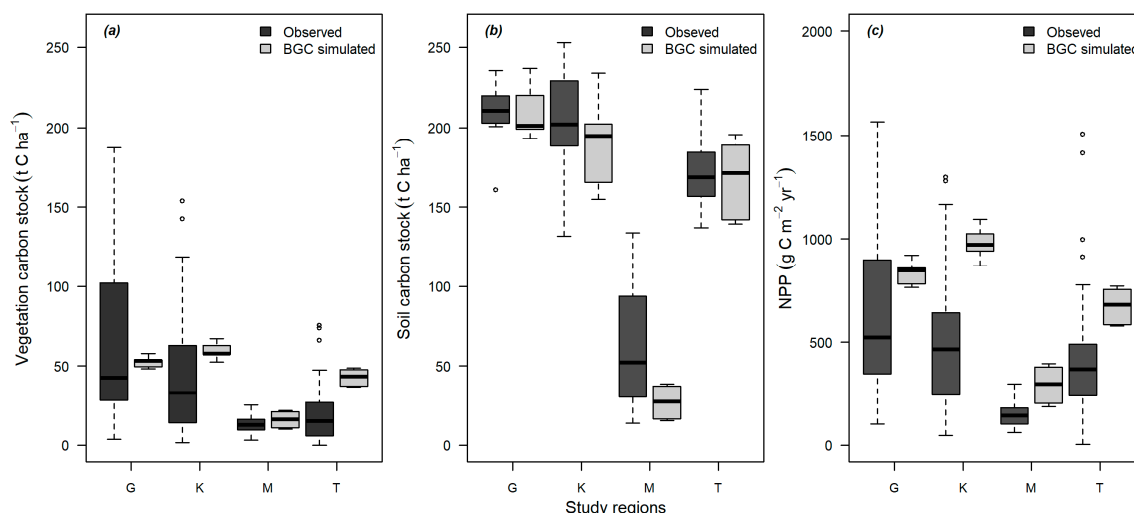 (a)
Observed
BGC simulated
Vegetation carbon stock (t C ha⁻¹)
250
200
150
100
50
0
G K M T
(b)
Obseved
BGC simulated
Soil carbon stock (t C ha⁻¹)
250
200
150
100
50
0
G K M T
Study regions
(c)
Obseved
BGC simulated
NPP (g C m⁻² yr⁻¹)
2000
1500
1000
500
0
G K M T